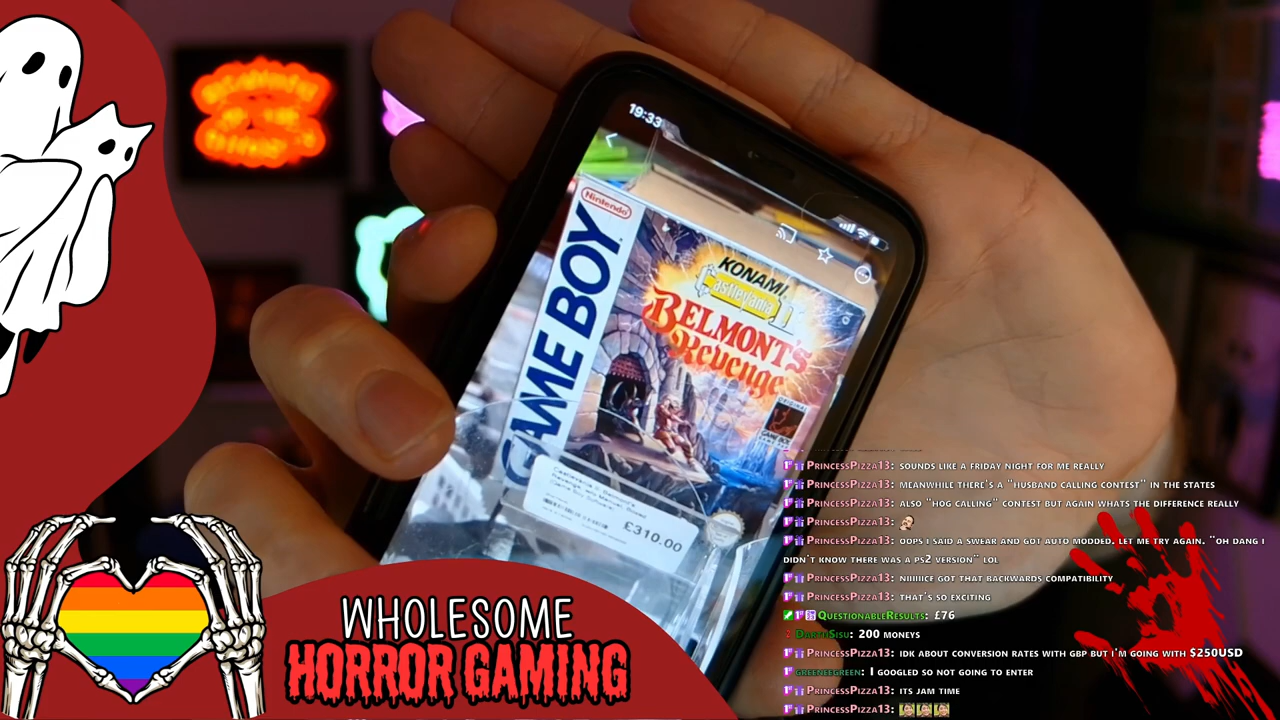 19:33
Nintendo
GAME BOY
KONAMI
Castlevania II
BELMONT'S
Revenge
£310.00
PRINCESSPIZZA13: SOUNDS LIKE A FRIDAY NIGHT FOR ME REALLY
PRINCESSPIZZA13: MEANWHILE THERE'S A "HUSBAND CALLING CONTEST" IN THE STATES
PRINCESSPIZZA13: ALSO "HOG CALLING" CONTEST BUT AGAIN WHATS THE DIFFERENCE REALLY
PRINCESSPIZZA13:
PRINCESSPIZZA13: OOPS I SAID A SWEAR AND GOT AUTO MODDED. LET ME TRY AGAIN. "OH DANG I
DIDN'T KNOW THERE WAS A PS2 VERSION" LOL
PRINCESSPIZZA13: NIIIIICE GOT THAT BACKWARDS COMPATIBILITY
PRINCESSPIZZA13: THAT'S SO EXCITING
QUESTIONABLERESULTS: £76
DARTHSISU: 200 MONEYS
PRINCESSPIZZA13: IDK ABOUT CONVERSION RATES WITH GBP BUT I'M GOING WITH $250USD
GREENEEGREEN: I GOOGLED SO NOT GOING TO ENTER
PRINCESSPIZZA13: ITS JAM TIME
PRINCESSPIZZA13:
WHOLESOME
HORROR GAMING